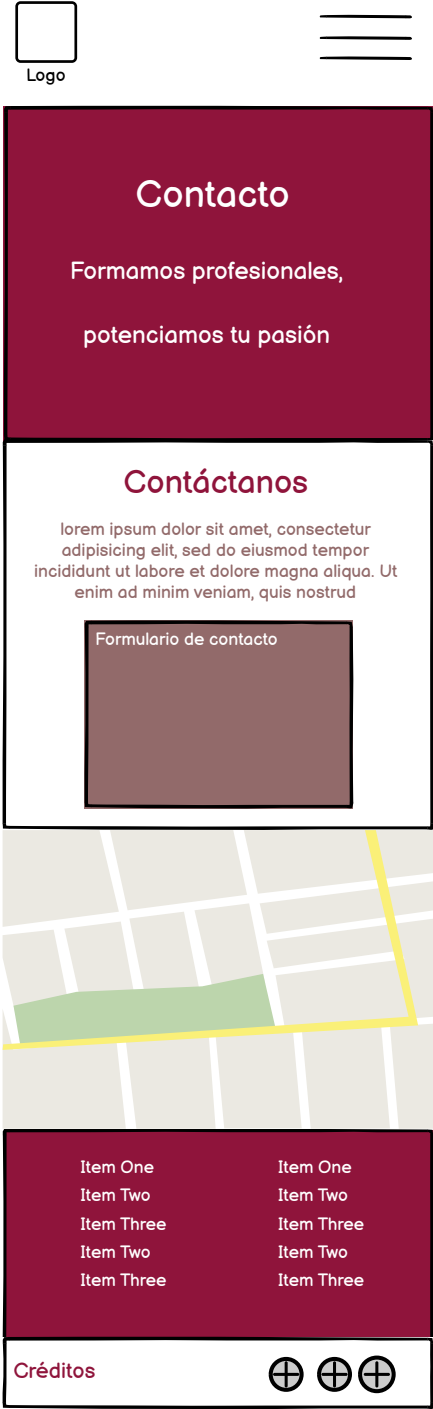 Logo
Contacto
Formamos profesionales,
potenciamos tu pasión
Contáctanos
lorem ipsum dolor sit amet, consectetur
adipisicing elit, sed do eiusmod tempor
incididunt ut labore et dolore magna aliqua. Ut
enim ad minim veniam, quis nostrud
Formulario de contacto
Item One
Item Two
Item Three
Item Two
Item Three
Item One
Item Two
Item Three
Item Two
Item Three
Créditos